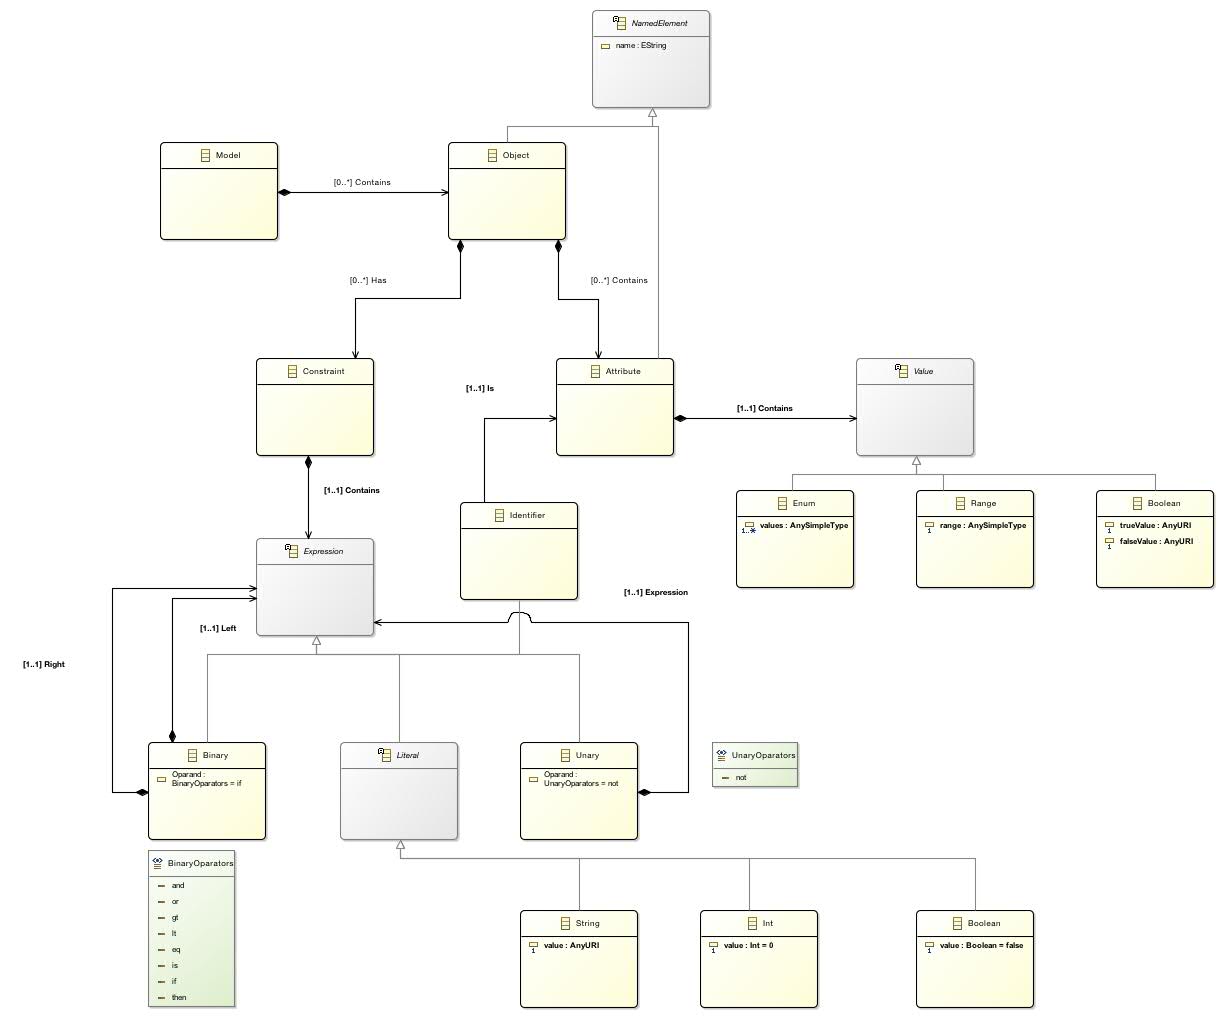 NamedElement
name : EString
Model
Object
[0..*] Contains
[0..*] Has
[0..*] Contains
Constraint
[1..1] Is
Attribute
Value
[1..1] Contains
[1..1] Contains
Enum
values : AnySimpleType
1..*
Range
range : AnySimpleType
1
Boolean
trueValue : AnyURI
1
falseValue : AnyURI
1
Identifier
Expression
[1..1] Expression
[1..1] Left
[1..1] Right
Binary
Oparand :
BinaryOparators = if
Literal
Unary
Oparand :
UnaryOparators = not
UnaryOparators
not
BinaryOparators
and
or
gt
lt
eq
is
if
then
String
value : AnyURI
1
Int
value : Int = 0
1
Boolean
value : Boolean = false
1